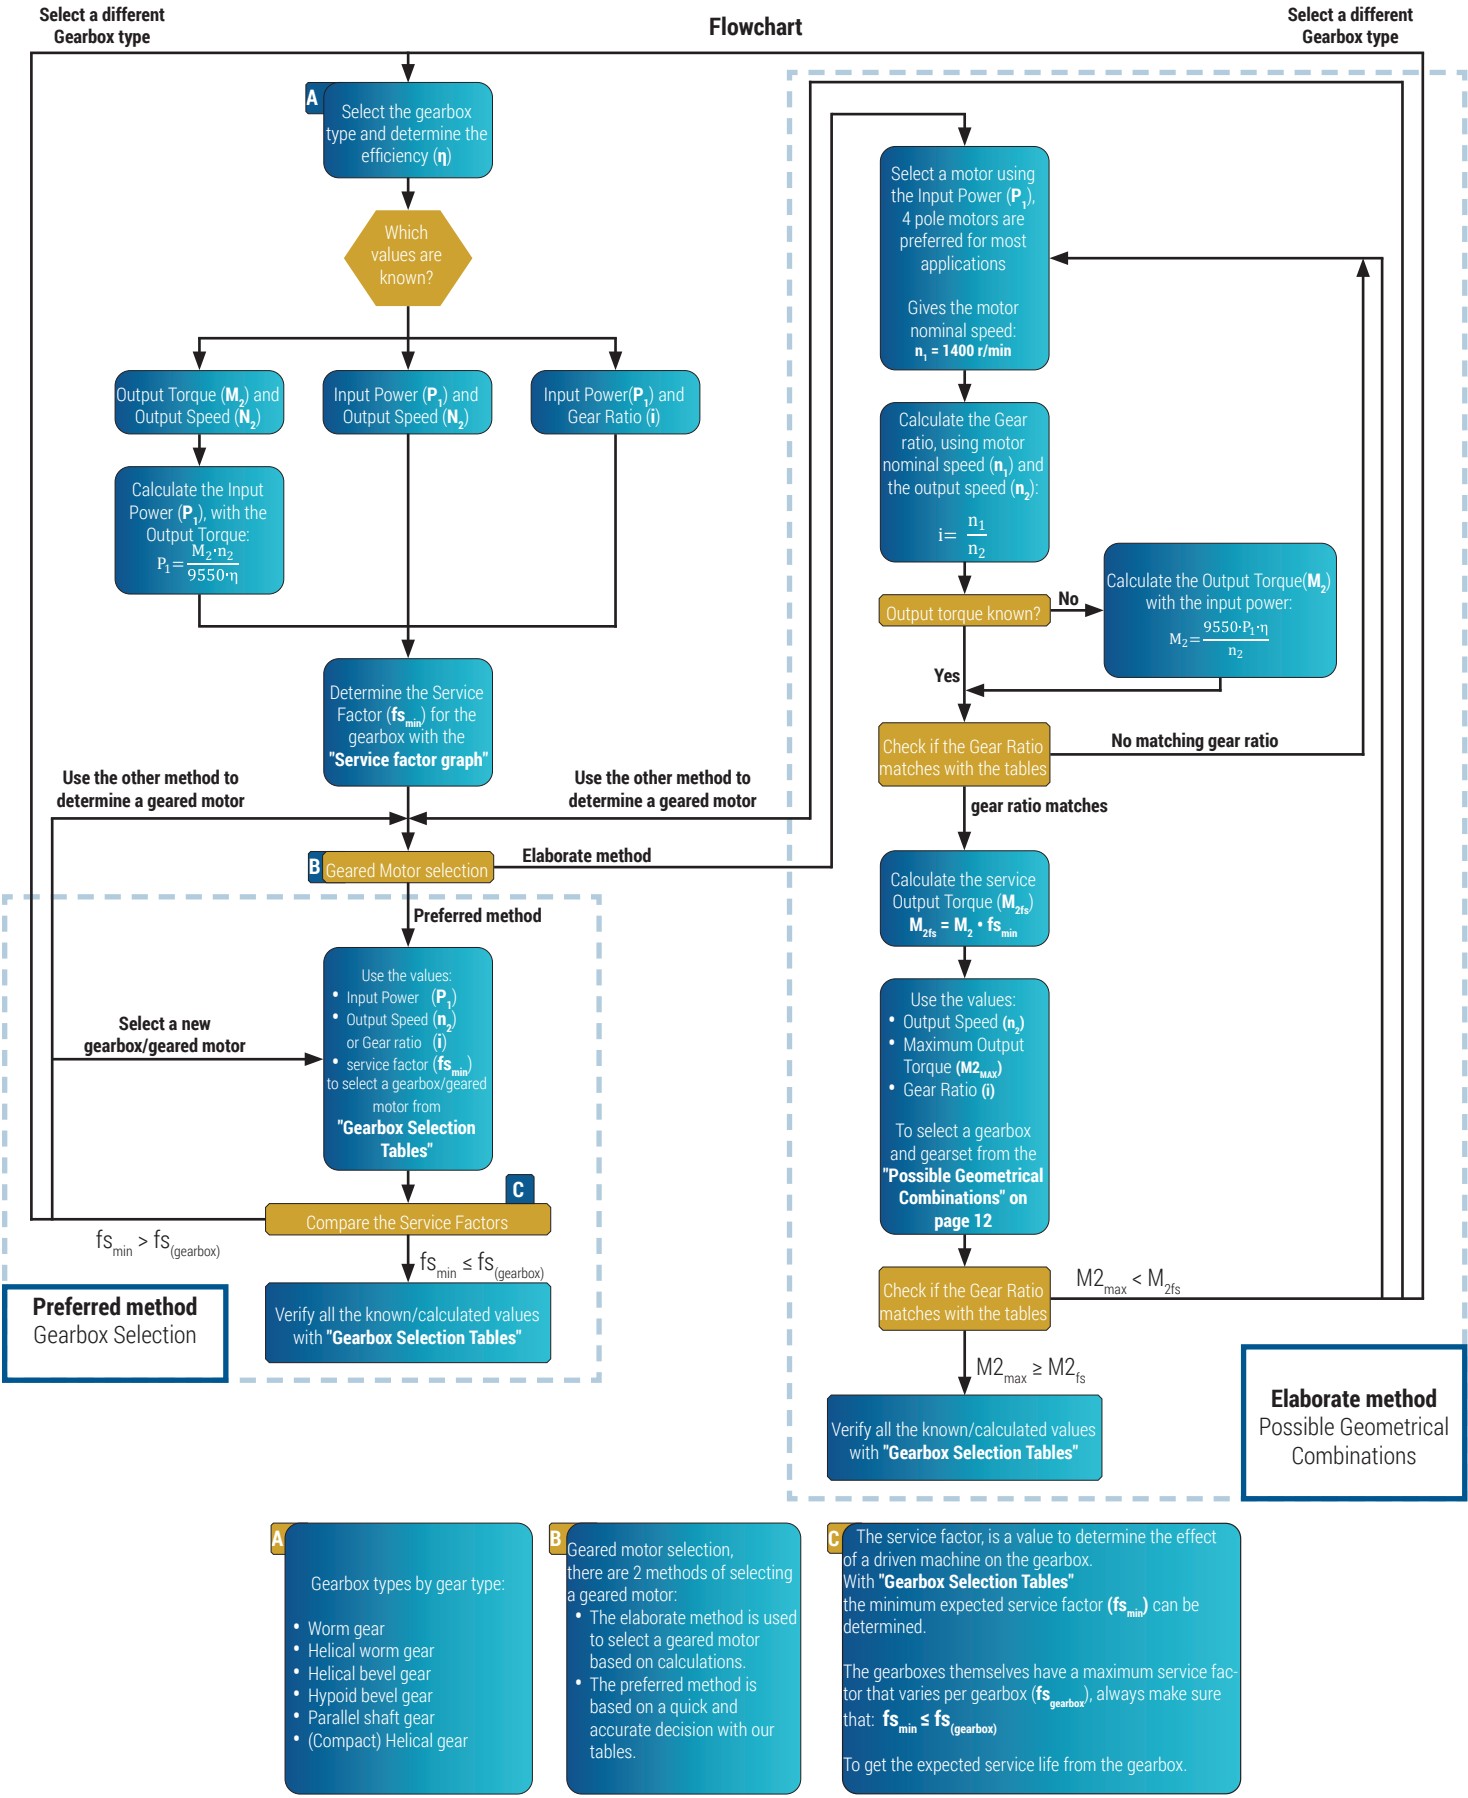 Select a different
Gearbox type
Flowchart
Select a different
Gearbox type
A
Select the gearbox
type and determine the
efficiency (η)
Which
values are
known?
Output Torque (M2) and
Output Speed (N2)
Input Power (P1) and
Output Speed (N2)
Input Power(P1) and
Gear Ratio (i)
Calculate the Input
Power (P1), with the
Output Torque:
P1= M2·n2 / 9550·η
Determine the Service
Factor (fsmin) for the
gearbox with the
"Service factor graph"
Use the other method to
determine a geared motor
Use the other method to
determine a geared motor
B
Geared Motor selection
Elaborate method
Preferred method
Use the values:
• Input Power (P1)
• Output Speed (n2)
or Gear ratio (i)
• service factor (fsmin)
to select a gearbox/geared
motor from
"Gearbox Selection
Tables"
Select a new
gearbox/geared motor
C
Compare the Service Factors
fsmin > fs(gearbox)
fsmin ≤ fs(gearbox)
Verify all the known/calculated values
with "Gearbox Selection Tables"
Preferred method
Gearbox Selection
Select a motor using
the Input Power (P1),
4 pole motors are
preferred for most
applications
Gives the motor
nominal speed:
n1 = 1400 r/min
Calculate the Gear
ratio, using motor
nominal speed (n1) and
the output speed (n2):
i= n1 / n2
Output torque known?
No
Calculate the Output Torque(M2)
with the input power:
M2= 9550·P1·η / n2
Yes
Check if the Gear Ratio
matches with the tables
No matching gear ratio
gear ratio matches
Calculate the service
Output Torque (M2fs)
M2fs = M2 • fsmin
Use the values:
• Output Speed (n2)
• Maximum Output
Torque (M2MAX)
• Gear Ratio (i)
To select a gearbox
and gearset from the
"Possible Geometrical
Combinations" on
page 12
Check if the Gear Ratio
matches with the tables
M2max < M2fs
M2max ≥ M2fs
Verify all the known/calculated values
with "Gearbox Selection Tables"
Elaborate method
Possible Geometrical
Combinations
A
Gearbox types by gear type:
• Worm gear
• Helical worm gear
• Helical bevel gear
• Hypoid bevel gear
• Parallel shaft gear
• (Compact) Helical gear
B
Geared motor selection,
there are 2 methods of selecting
a geared motor:
• The elaborate method is used
to select a geared motor
based on calculations.
• The preferred method is
based on a quick and
accurate decision with our
tables.
C
The service factor, is a value to determine the effect
of a driven machine on the gearbox.
With "Gearbox Selection Tables"
the minimum expected service factor (fsmin) can be
determined.
The gearboxes themselves have a maximum service fac-
tor that varies per gearbox (fsgearbox), always make sure
that: fsmin ≤ fs(gearbox)
To get the expected service life from the gearbox.